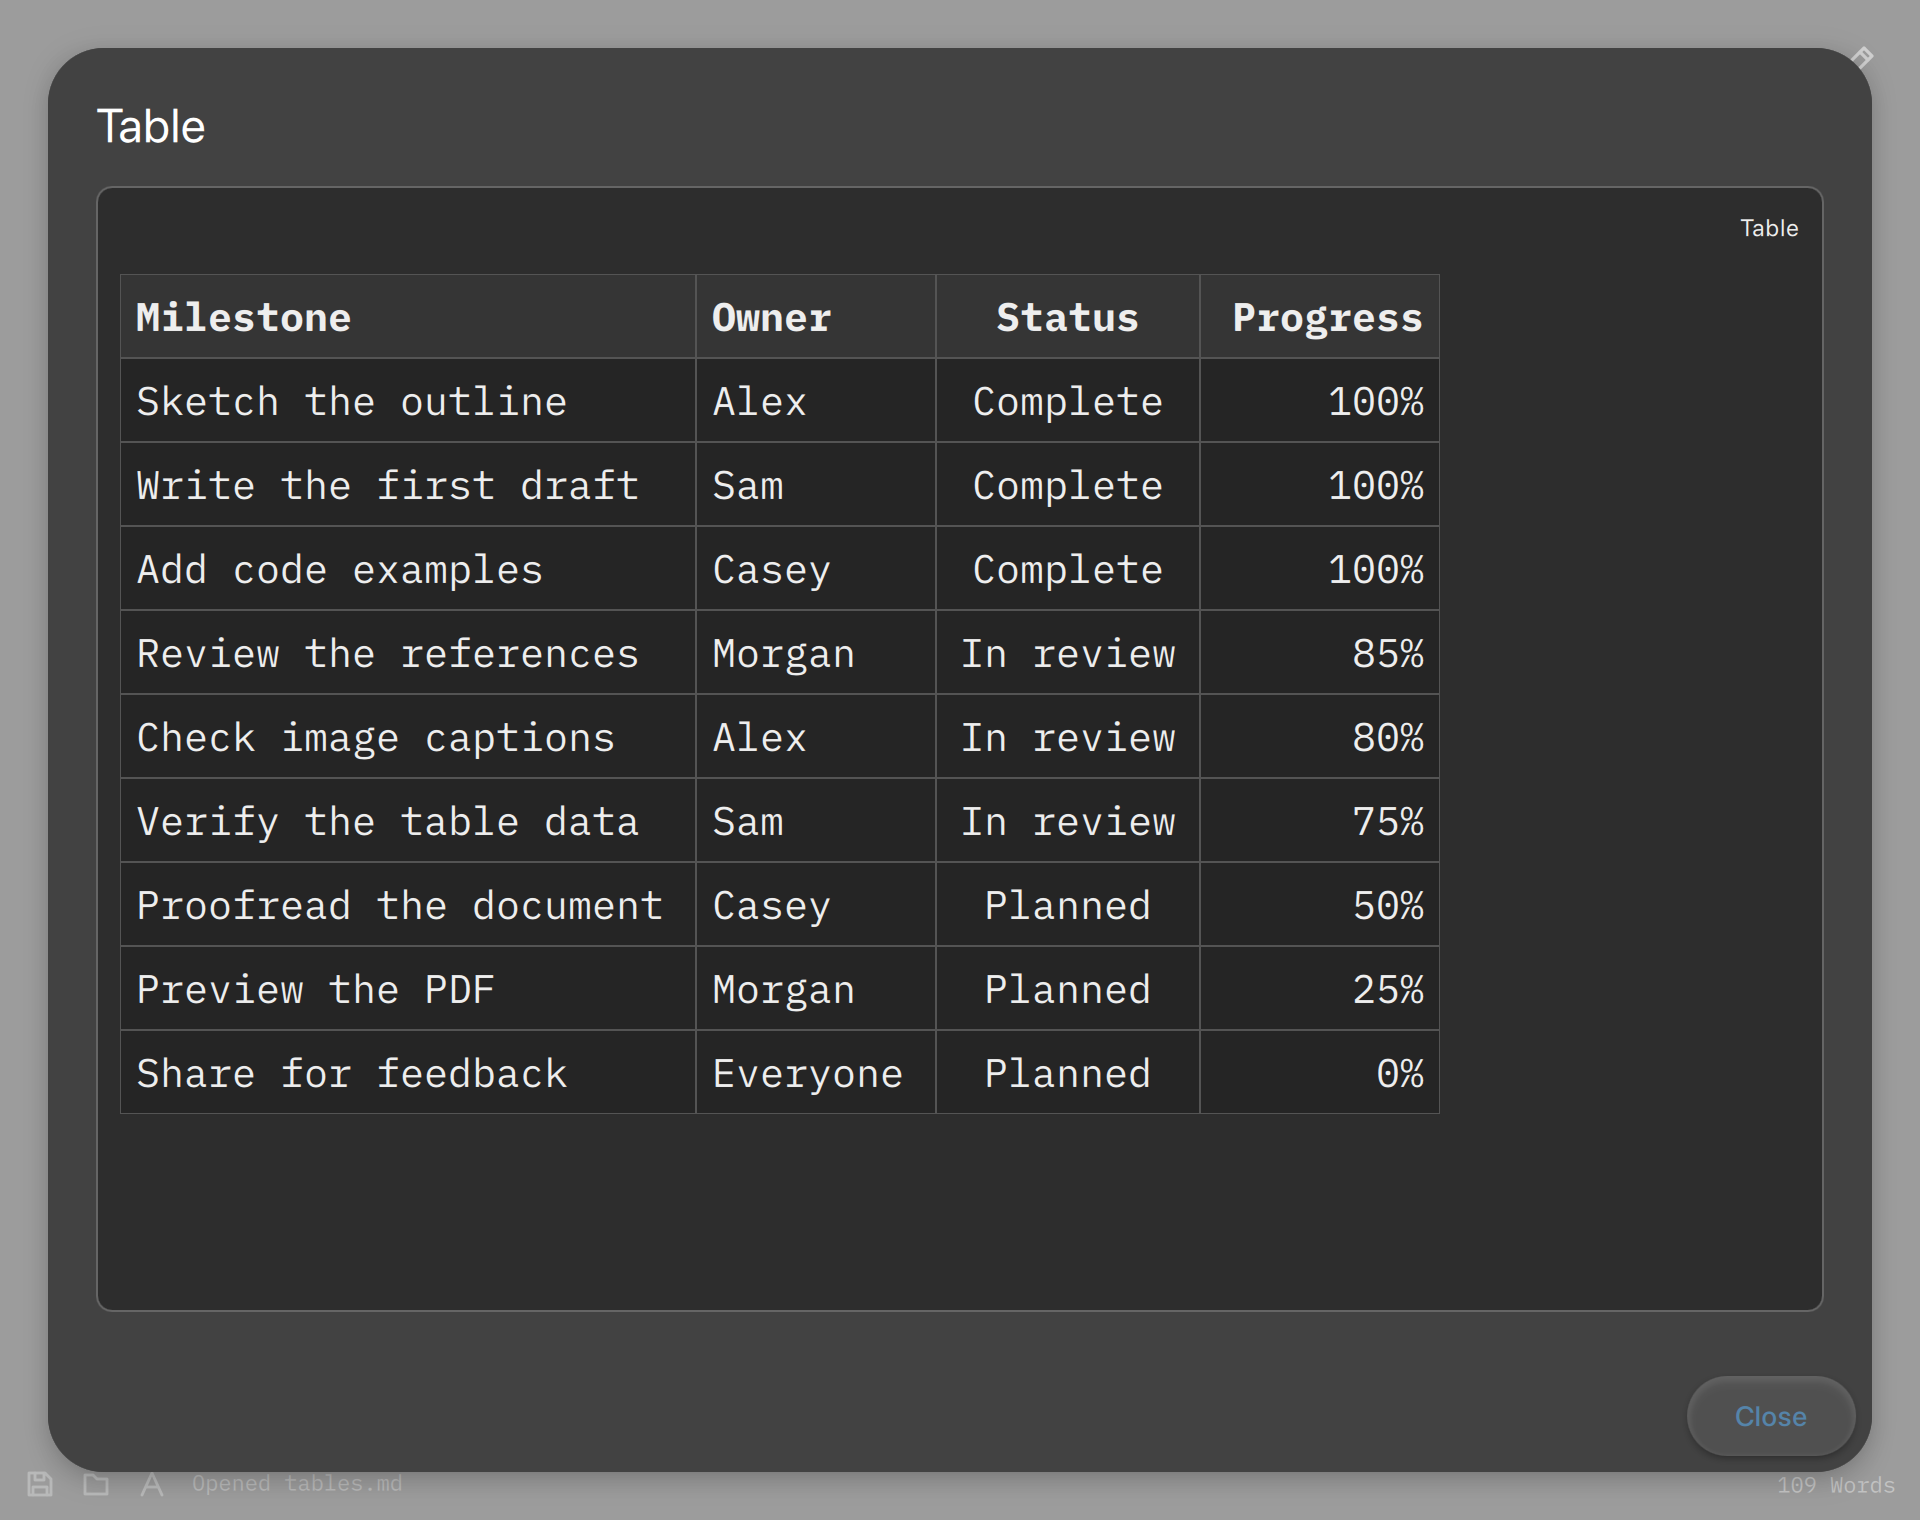 Table
Table
Milestone Owner Status Progress
Sketch the outline Alex Complete 100%
Write the first draft Sam Complete 100%
Add code examples Casey Complete 100%
Review the references Morgan In review 85%
Check image captions Alex In review 80%
Verify the table data Sam In review 75%
Proofread the document Casey Planned 50%
Preview the PDF Morgan Planned 25%
Share for feedback Everyone Planned 0%
Close
Opened tables.md 109 Words